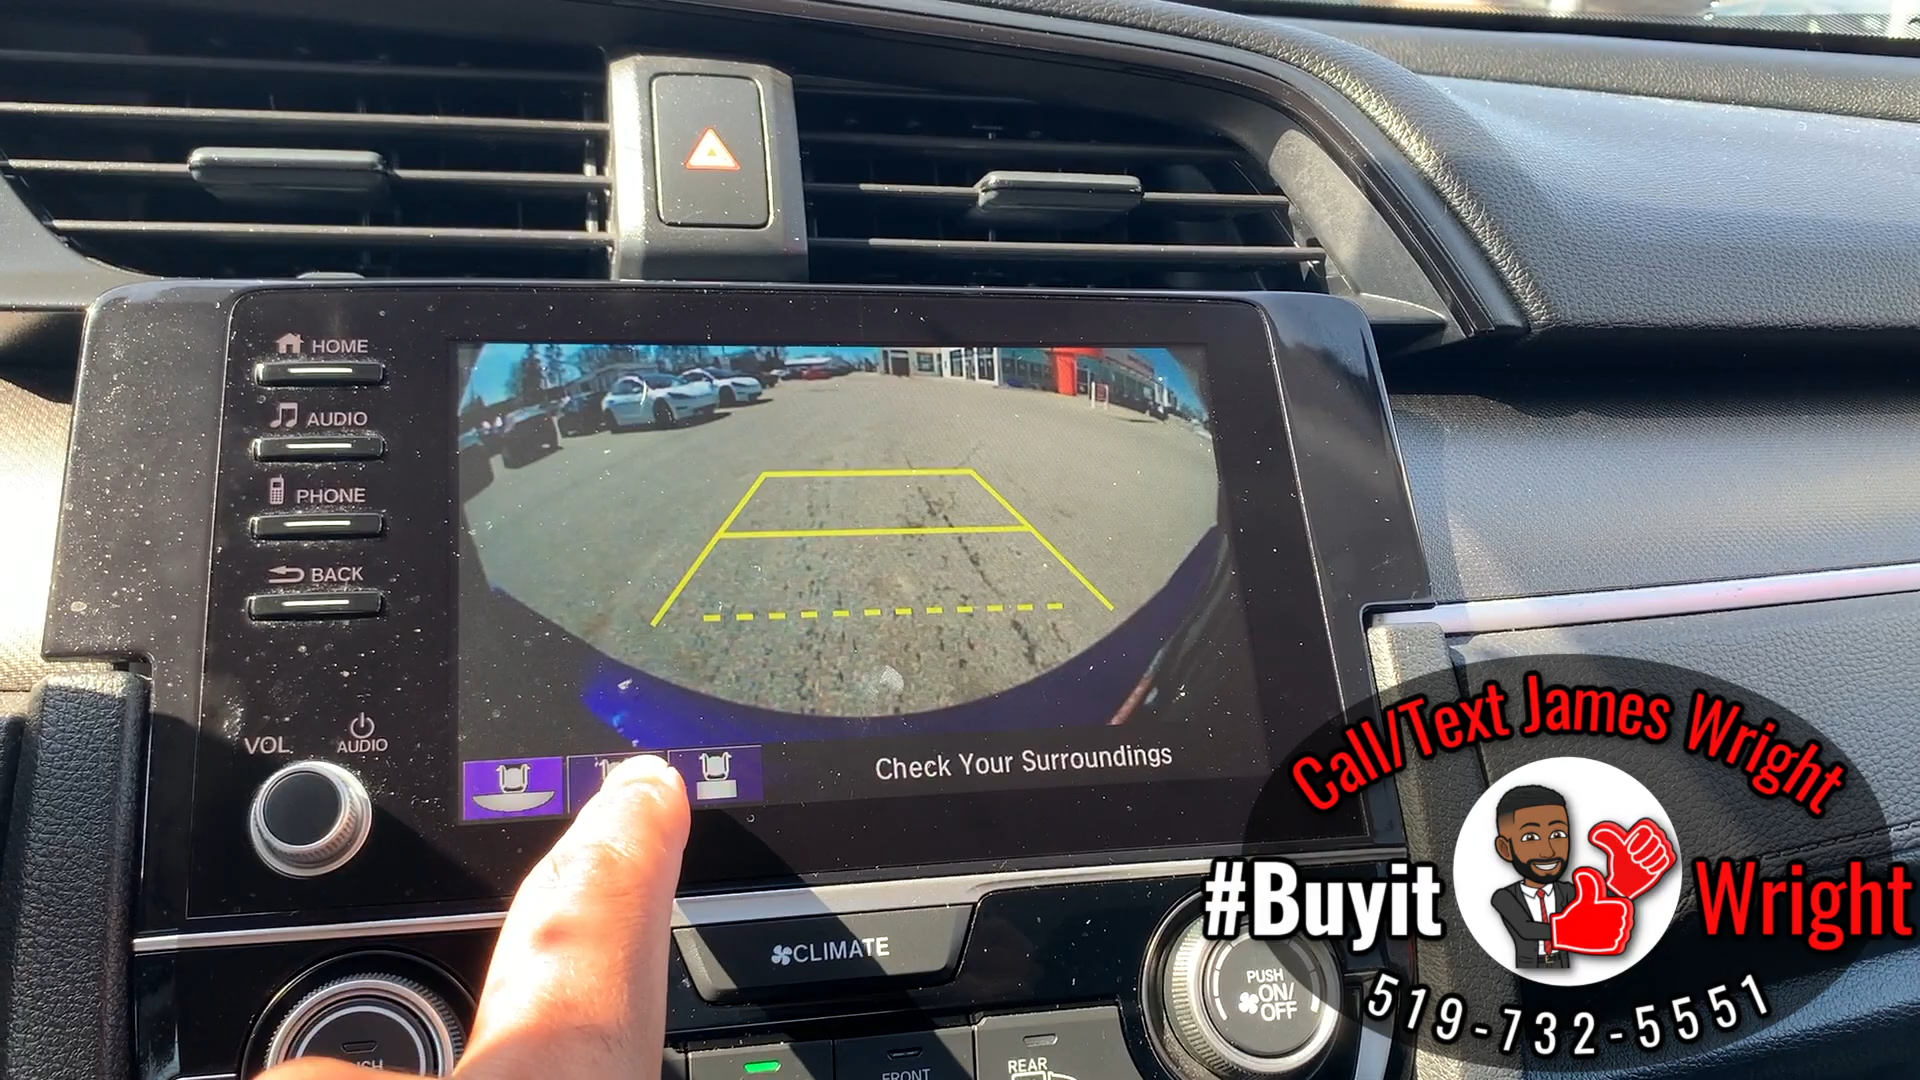 HOME
AUDIO
PHONE
BACK
VOL
AUDIO
Check Your Surroundings
CLIMATE
PUSH
ON/
OFF
FRONT
REAR
Call/Text James Wright
#Buyit Wright
519-732-5551